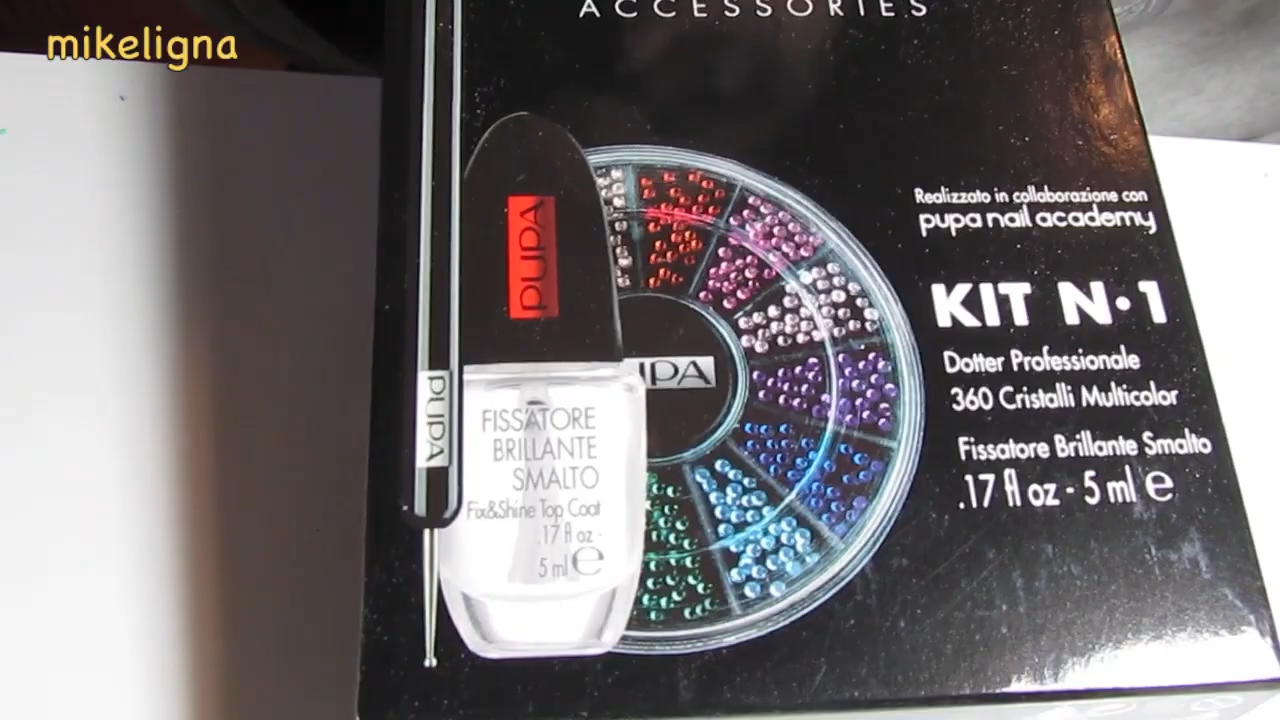 mikeligna
ACCESSORIES
PUPA
PUPA
UPA
FISSATORE
BRILLANTE
SMALTO
Fix&Shine Top Coat
.17 fl oz -
5 ml e
Realizzato in collaborazione con
pupa nail academy
KIT N•1
Dotter Professionale
360 Cristalli Multicolor
Fissatore Brillante Smalto
.17 fl oz - 5 ml e